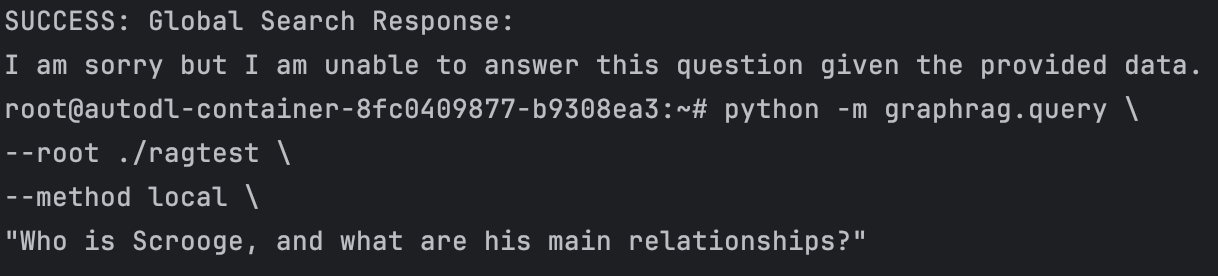 SUCCESS: Global Search Response:
I am sorry but I am unable to answer this question given the provided data.
root@autodl-container-8fc0409877-b9308ea3:~# python -m graphrag.query \
--root ./ragtest \
--method local \
"Who is Scrooge, and what are his main relationships?"